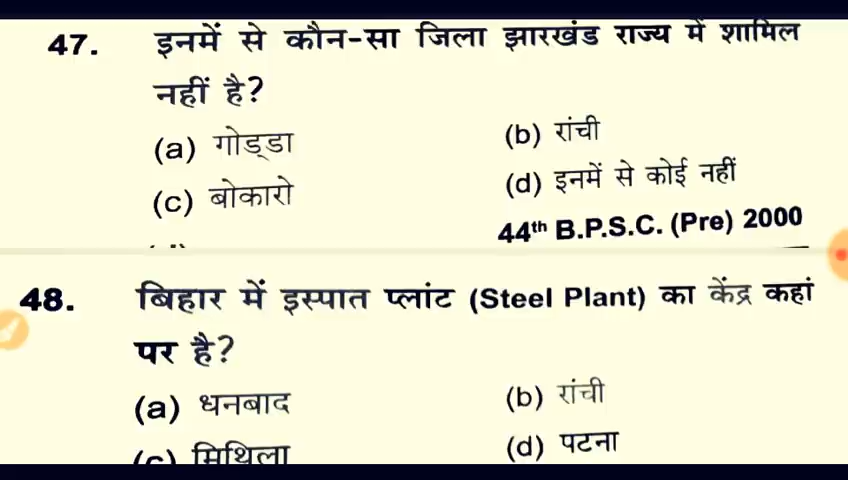 47. इनमें से कौन-सा जिला झारखंड राज्य में शामिल
नहीं है?
(a) गोड्डा
(b) रांची
(c) बोकारो
(d) इनमें से कोई नहीं
44th B.P.S.C. (Pre) 2000
48. बिहार में इस्पात प्लांट (Steel Plant) का केंद्र कहां
पर है?
(a) धनबाद
(b) रांची
(c) मिथिला
(d) पटना